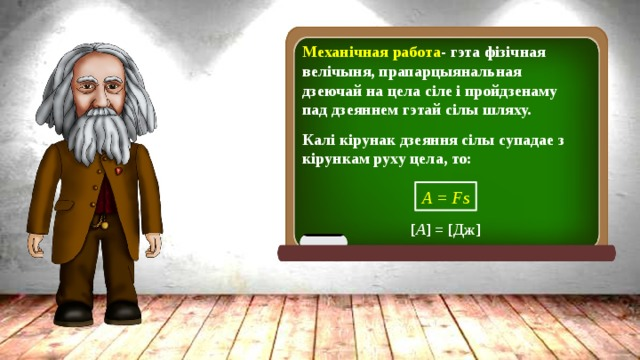 Механічная работа- гэта фізічная
велічыня, прапарцыянальная
дзеючай на цела сіле і пройдзенаму
пад дзеяннем гэтай сілы шляху.
Калі кірунак дзеяння сілы супадае з
кірункам руху цела, то:
A = Fs
[A] = [Дж]